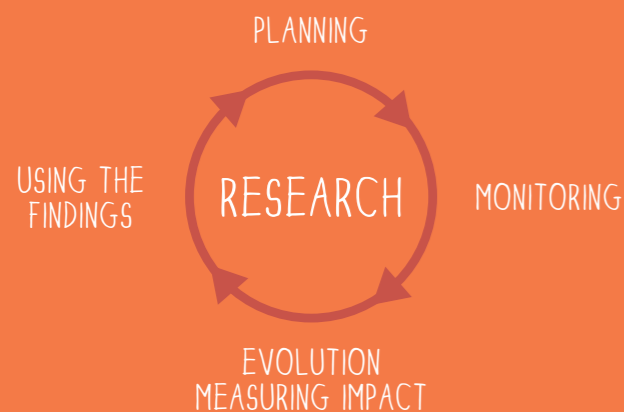 PLANNING
USING THE
FINDINGS
RESEARCH
MONITORING
EVOLUTION
MEASURING IMPACT